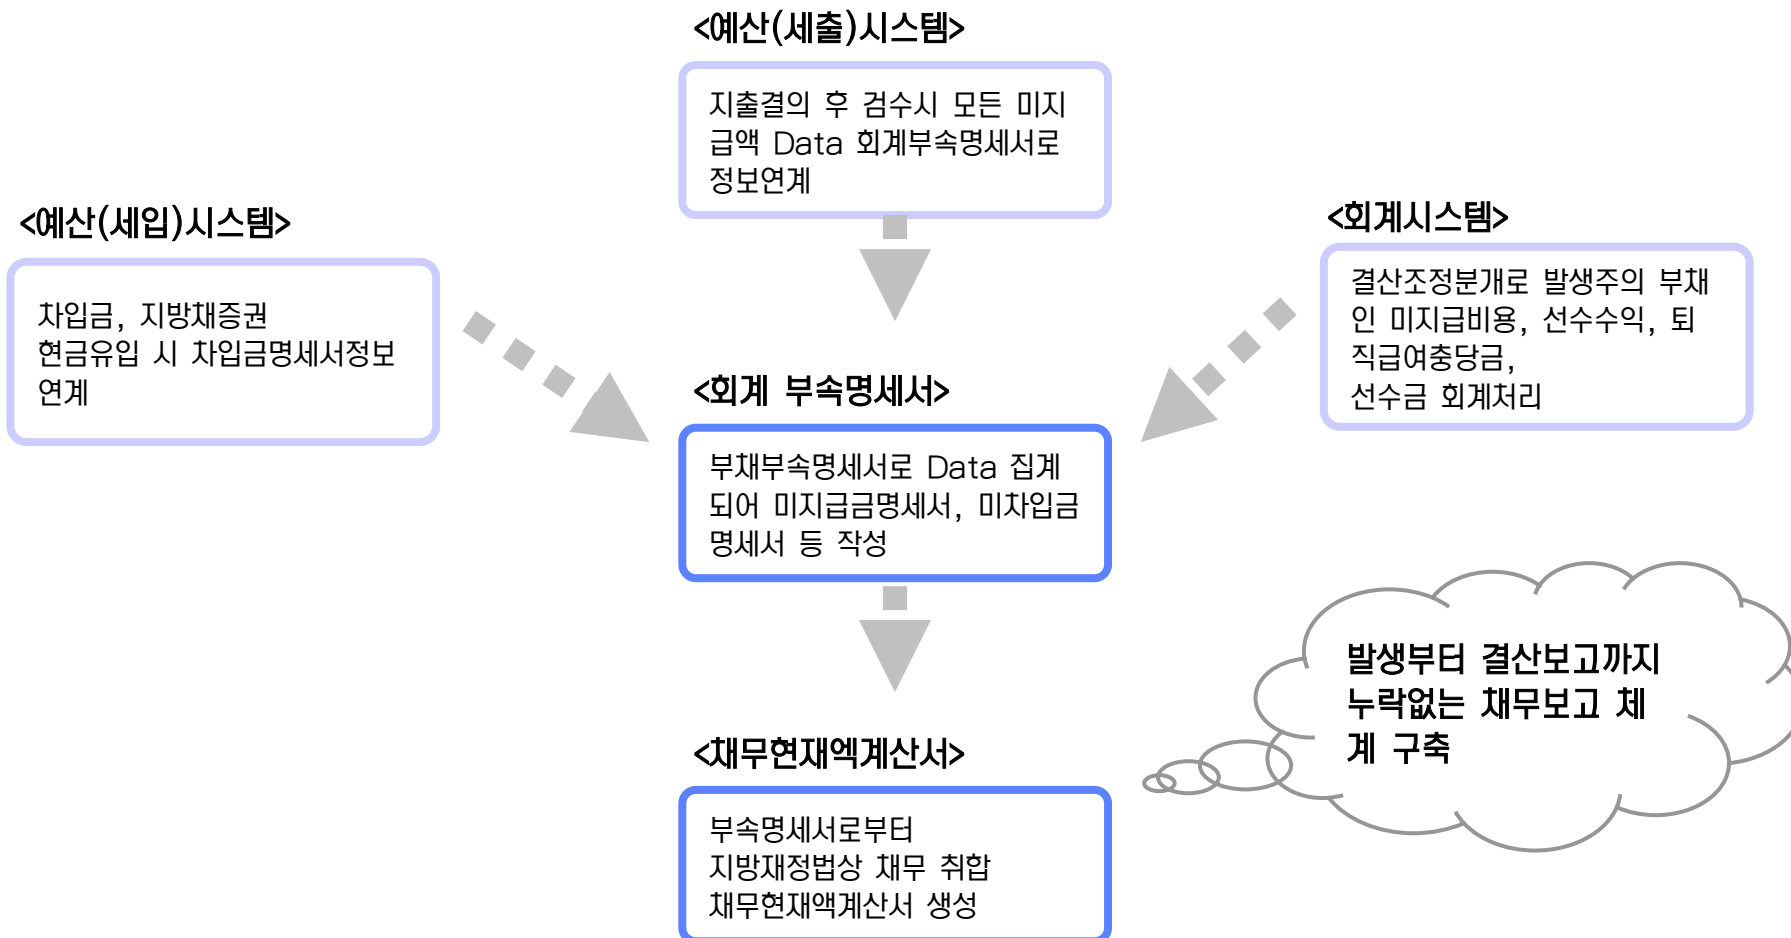 <예산(세출)시스템>
지출결의 후 검수시 모든 미지
급액 Data 회계부속명세서로
정보연계
<예산(세입)시스템>
차입금, 지방채증권
현금유입 시 차입금명세서정보
연계
<회계시스템>
결산조정분개로 발생주의 부채
인 미지급비용, 선수수익, 퇴
직급여충당금,
선수금 회계처리
<회계 부속명세서>
부채부속명세서로 Data 집계
되어 미지급금명세서, 미차입금
명세서 등 작성
발생부터 결산보고까지
누락없는 채무보고 체
계 구축
<채무현재엑계산서>
부속명세서로부터
지방재정법상 채무 취합
채무현재액계산서 생성